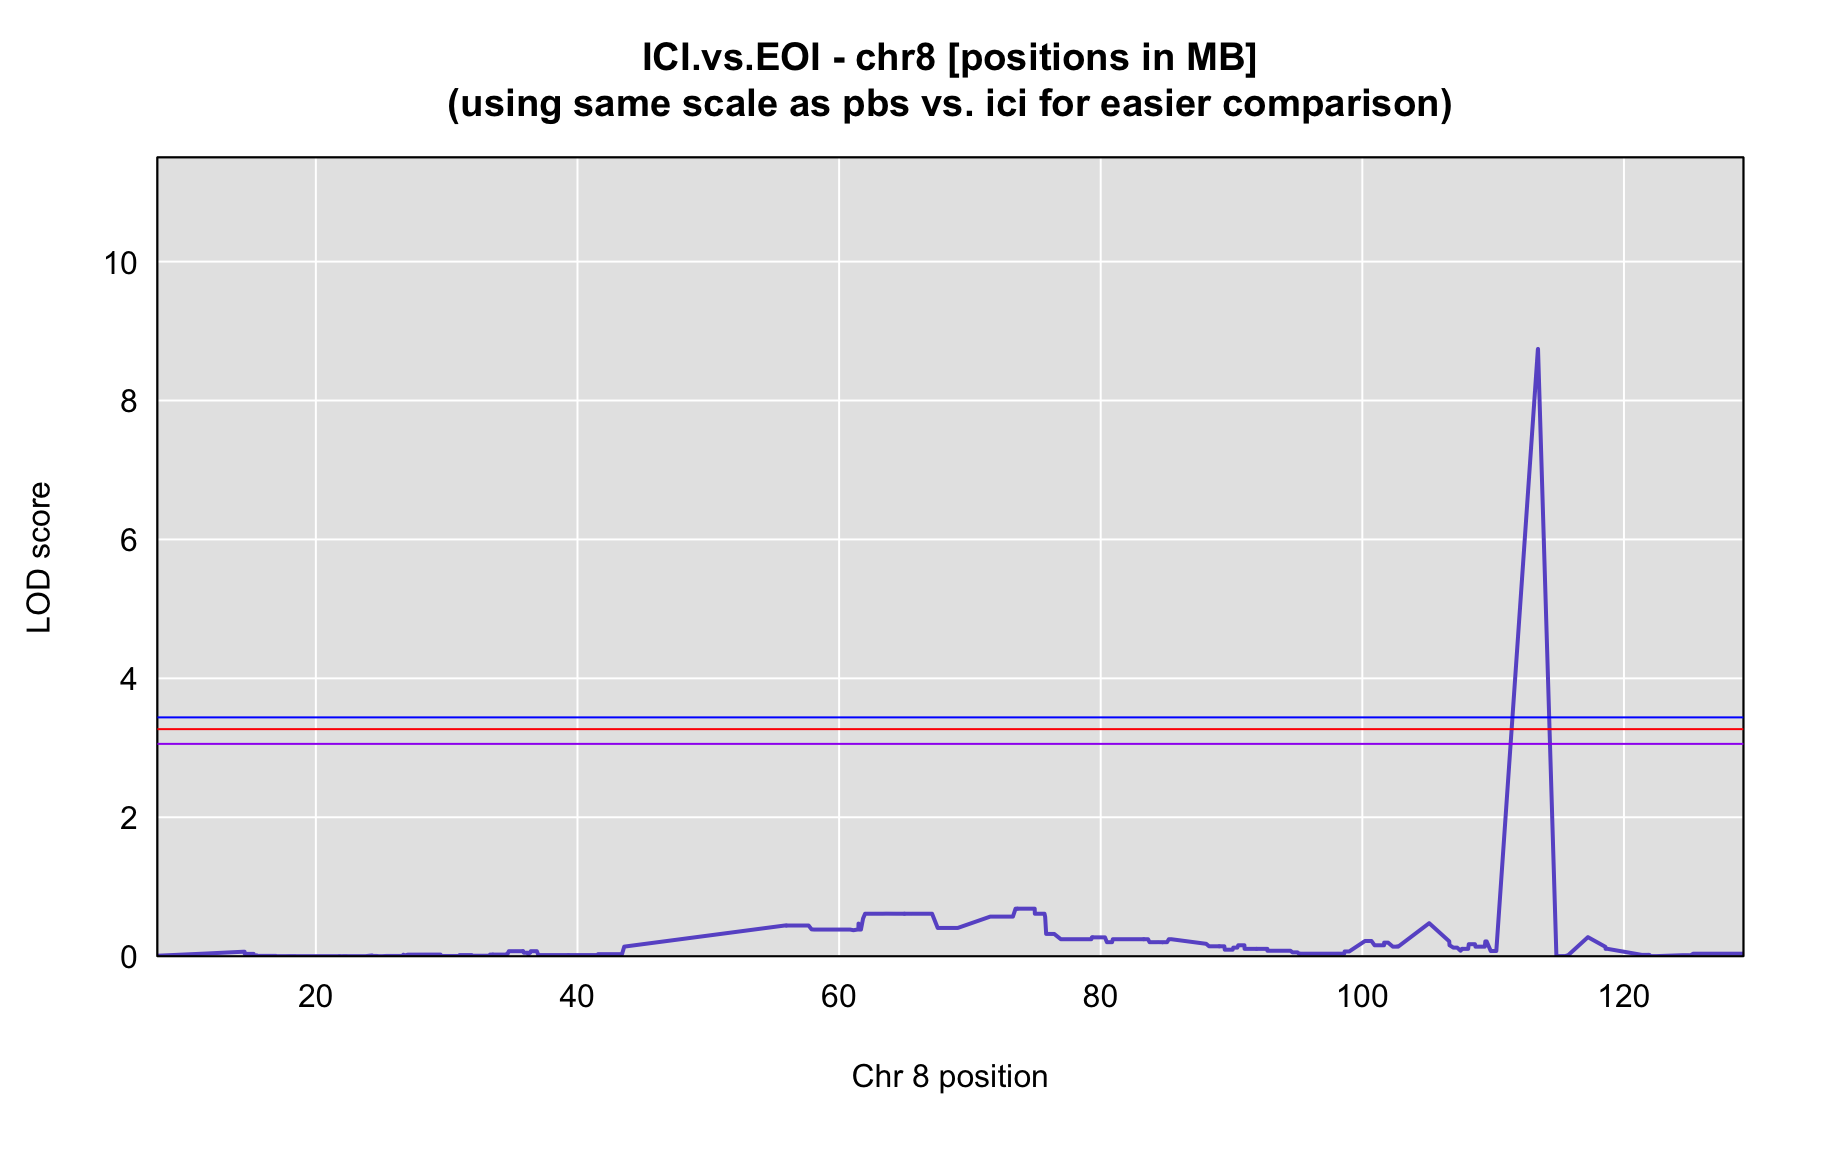 ICI.vs.EOI - chr8 [positions in MB]
(using same scale as pbs vs. ici for easier comparison)
10
8
6
4
2
0
LOD score
20 40 60 80 100 120
Chr 8 position